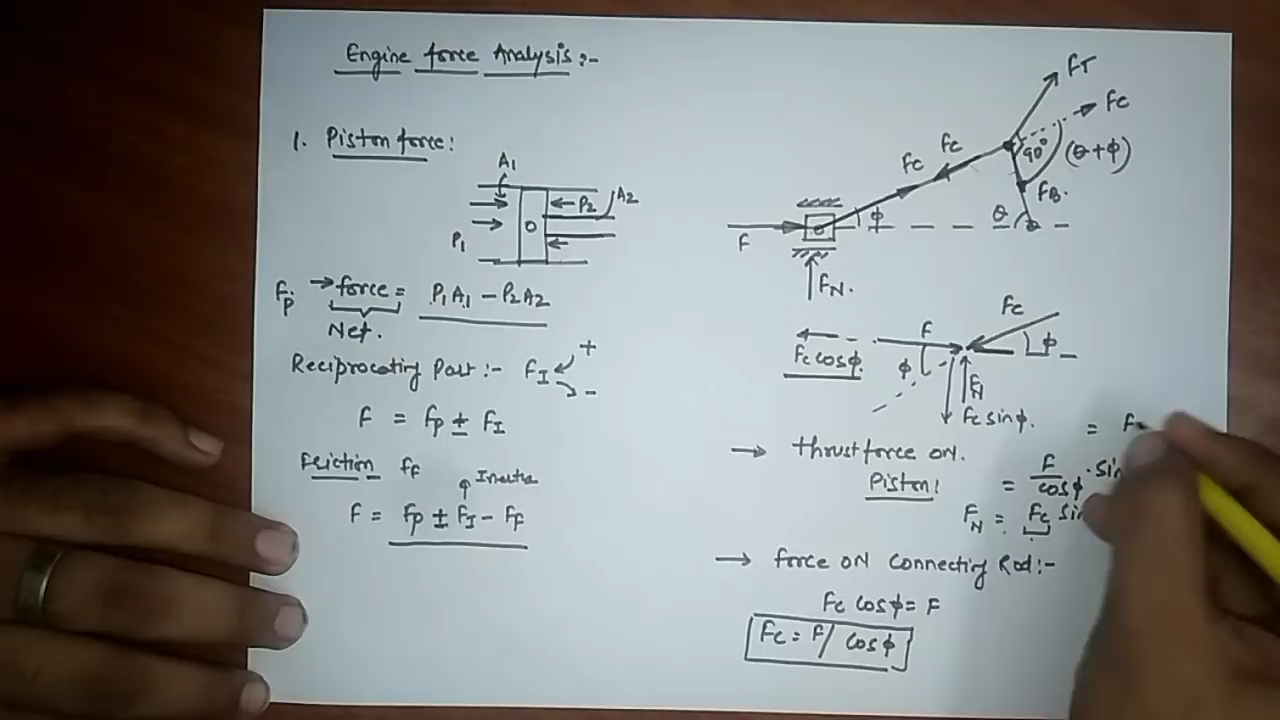 Engine force Analysis:-
1. Piston force:
A1
A2
P2
P1
Fp → force = P1A1 - P2A2
Net.
Reciprocating Part :- FI + -
F = Fp ± FI
Friction fF
Inertia
F = Fp ± FI - FF
FT
Fc
Fc
Fc
90°
(θ+φ)
FB.
θ
φ
F
FN.
Fc
F
φ
Fc cosφ.
φ
FN
Fc sinφ.
→ thrust force on
Piston:
=
= F/cosφ · sin
FN = Fc sin
→ force on Connecting Rod:-
Fc cosφ = F
Fc = F/cosφ